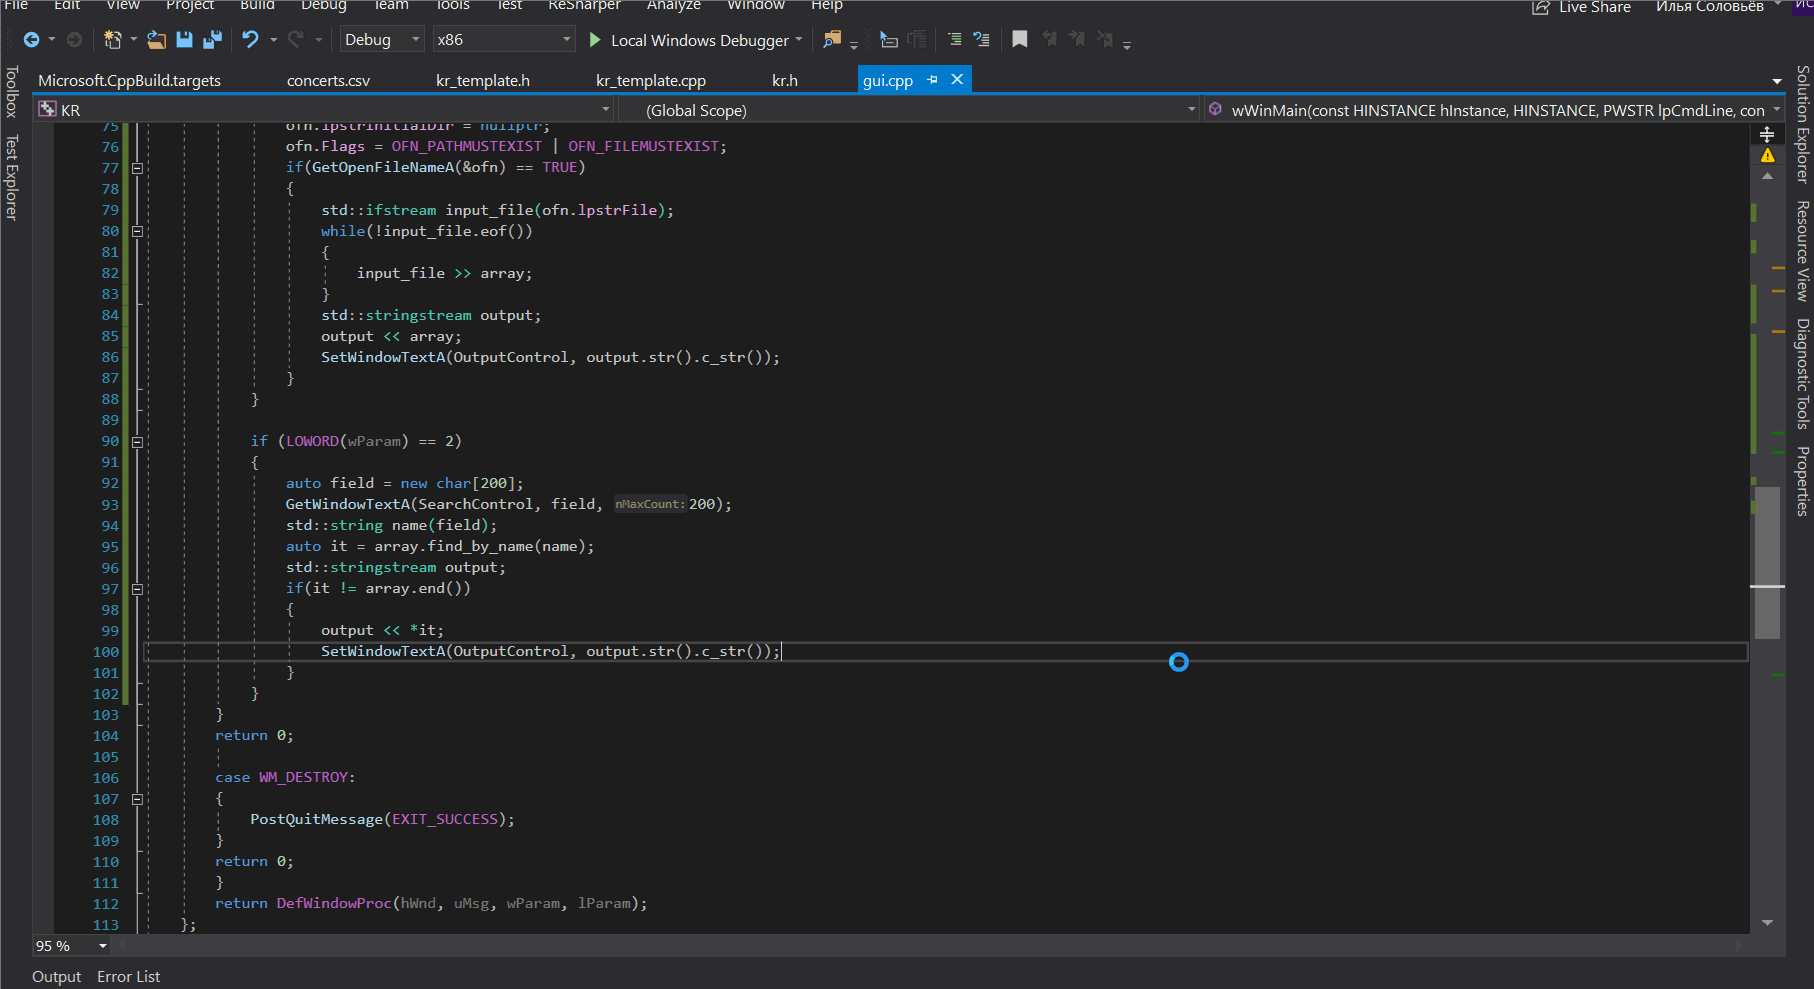 File Edit View Project Build Debug Team Tools Test ReSharper Analyze Window Help
Live Share Илья Соловьёв ИС
Debug x86 Local Windows Debugger
Microsoft.CppBuild.targets concerts.csv kr_template.h kr_template.cpp kr.h gui.cpp
KR (Global Scope) wWinMain(const HINSTANCE hInstance, HINSTANCE, PWSTR lpCmdLine, con
Toolbox
Test Explorer
75 ofn.lpstrInitialDir = nullptr;
76 ofn.Flags = OFN_PATHMUSTEXIST | OFN_FILEMUSTEXIST;
77 if(GetOpenFileNameA(&ofn) == TRUE)
78 {
79 std::ifstream input_file(ofn.lpstrFile);
80 while(!input_file.eof())
81 {
82 input_file >> array;
83 }
84 std::stringstream output;
85 output << array;
86 SetWindowTextA(OutputControl, output.str().c_str());
87 }
88 }
89
90 if (LOWORD(wParam) == 2)
91 {
92 auto field = new char[200];
93 GetWindowTextA(SearchControl, field, nMaxCount:200);
94 std::string name(field);
95 auto it = array.find_by_name(name);
96 std::stringstream output;
97 if(it != array.end())
98 {
99 output << *it;
100 SetWindowTextA(OutputControl, output.str().c_str());
101 }
102 }
103 }
104 return 0;
105
106 case WM_DESTROY:
107 {
108 PostQuitMessage(EXIT_SUCCESS);
109 }
110 return 0;
111 }
112 return DefWindowProc(hWnd, uMsg, wParam, lParam);
113 };
Solution Explorer
Resource View
Diagnostic Tools
Properties
95 %
Output Error List